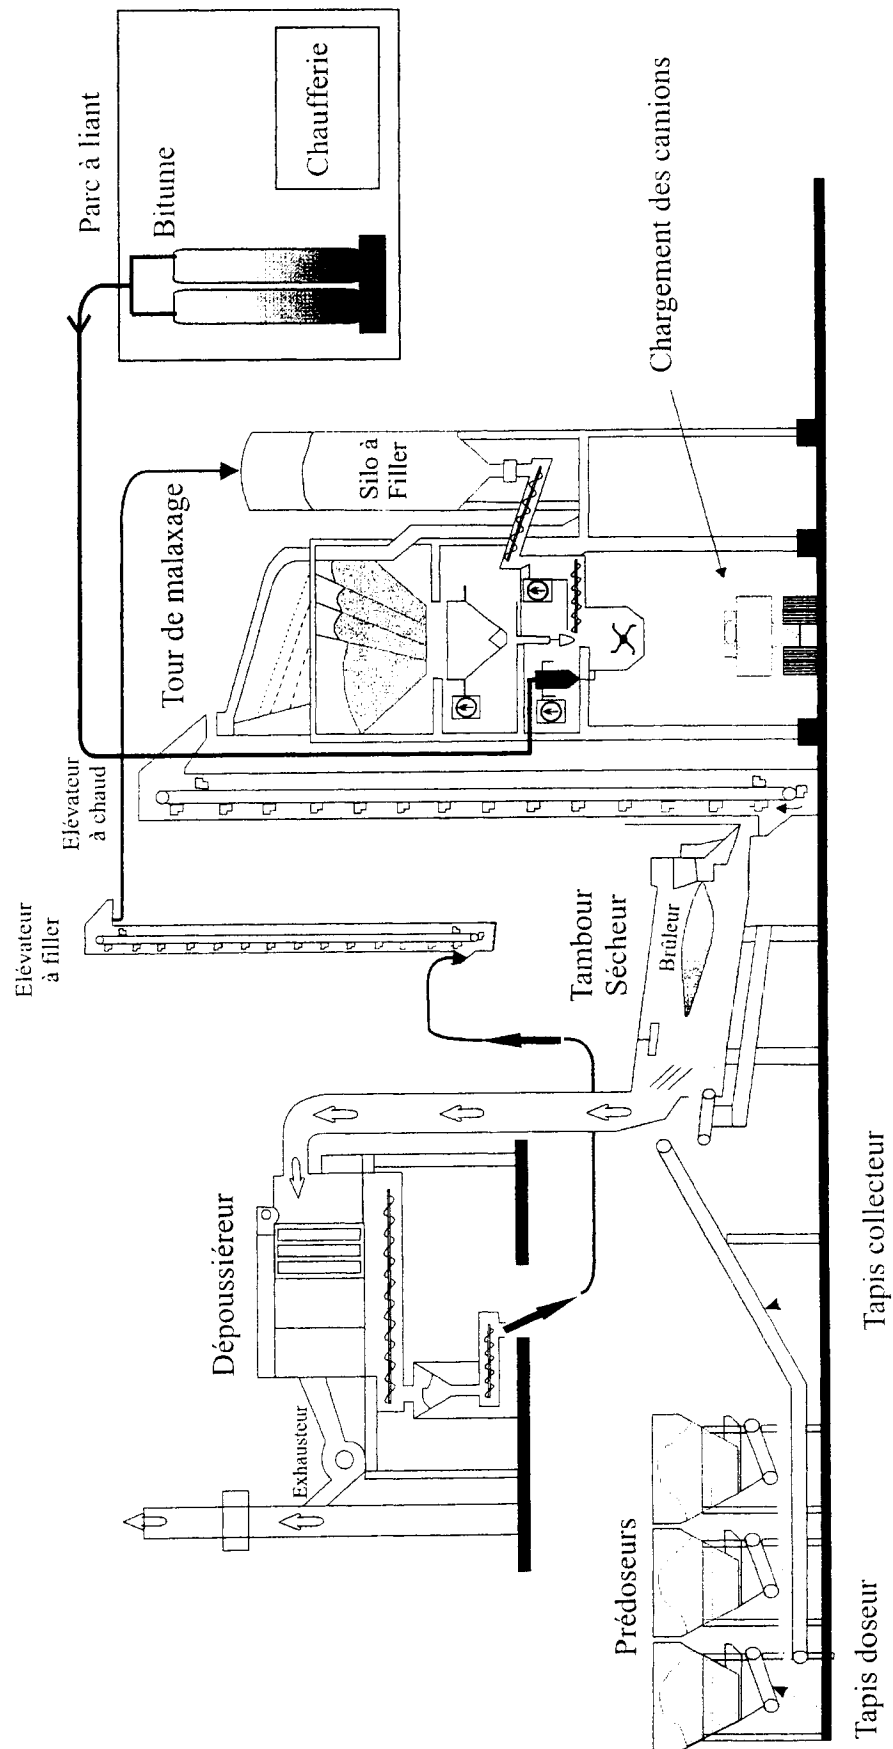 Parc à liant
Bitume
Chaufferie
Chargement des camions
Tour de malaxage
Silo à
Filler
Elévateur
à chaud
Elévateur
à filler
Tambour
Sécheur
Brûleur
Dépoussiéreur
Exhausteur
Tapis collecteur
Prédoseurs
Tapis doseur